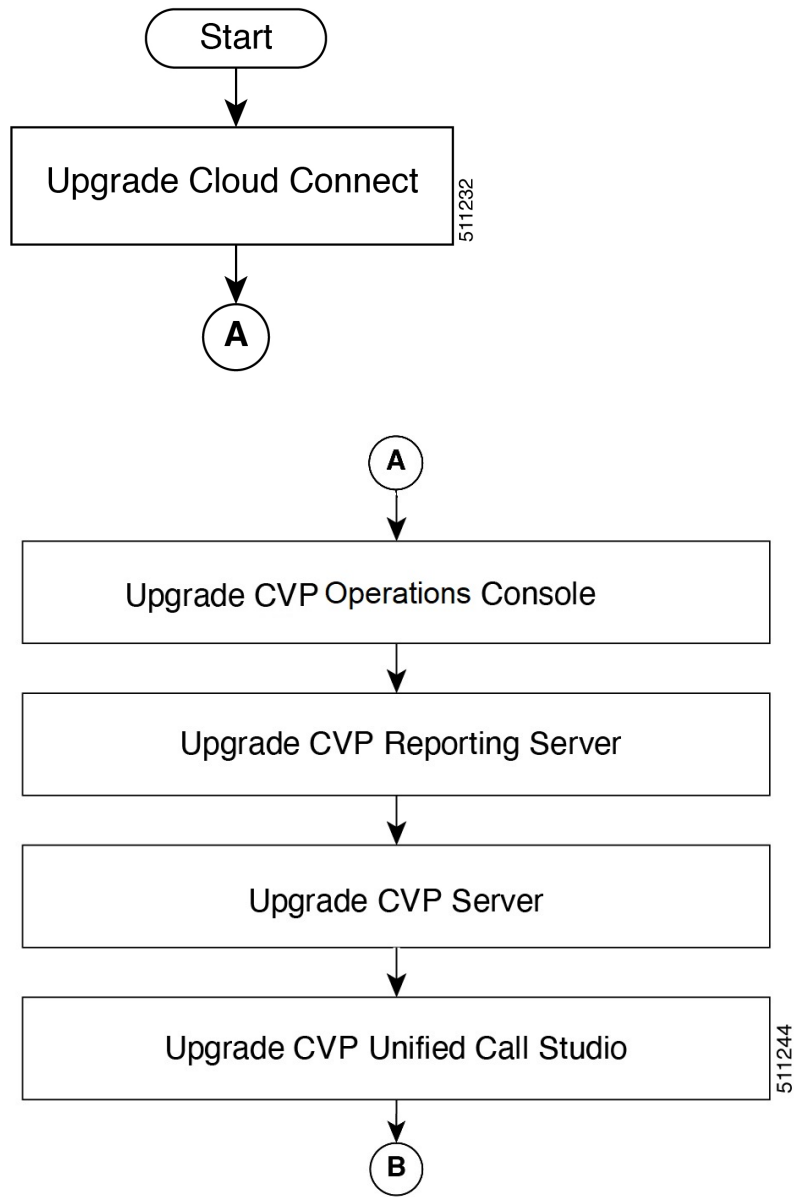 Start
Upgrade Cloud Connect
511232
A
A
Upgrade CVP Operations Console
Upgrade CVP Reporting Server
Upgrade CVP Server
Upgrade CVP Unified Call Studio
511244
B